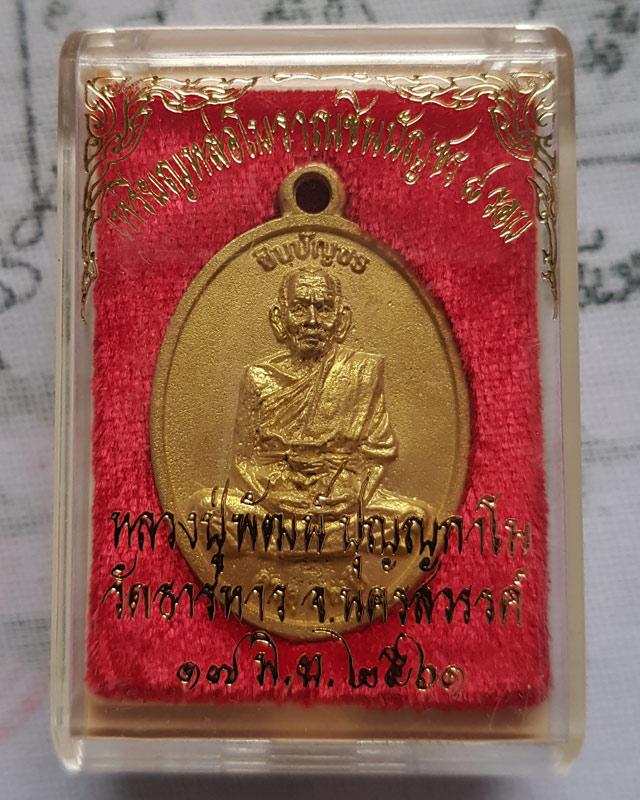 เหรียญหล่อโบราณชินบัญชร ๘ รอบ
ชินบัญชร
หลวงปู่พัฒน์ ปุญญกาโม
วัดธารทหาร จ.นครสวรรค์
๑๗ พ.ย. ๒๕๖๑